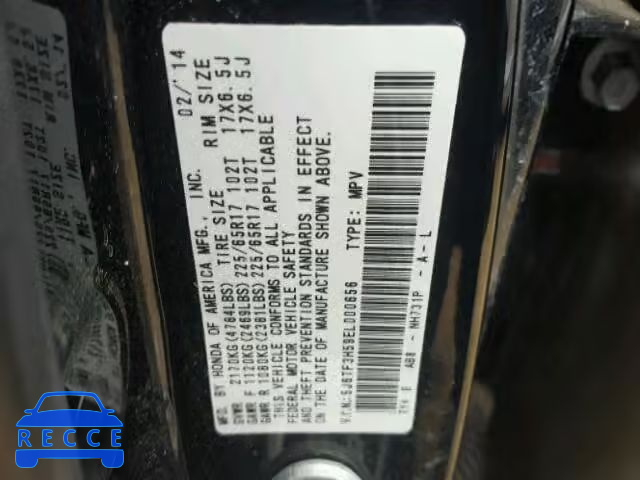 MFD. BY HONDA OF AMERICA MFG., INC. 02/'14
TIRE SIZE RIM SIZE
GVWR 2170KG(4784LBS)
GAWR F 1120KG(2469LBS) 225/65R17 102T 17X6.5J
GAWR R 1080KG(2381LBS) 225/65R17 102T 17X6.5J
THIS VEHICLE CONFORMS TO ALL APPLICABLE
FEDERAL MOTOR VEHICLE SAFETY
AND THEFT PREVENTION STANDARDS IN EFFECT
ON THE DATE OF MANUFACTURE SHOWN ABOVE.
V.I.N.: 5J6TF3H59EL000656 TYPE: MPV
AB8 - NH731P - A - L
RECCE